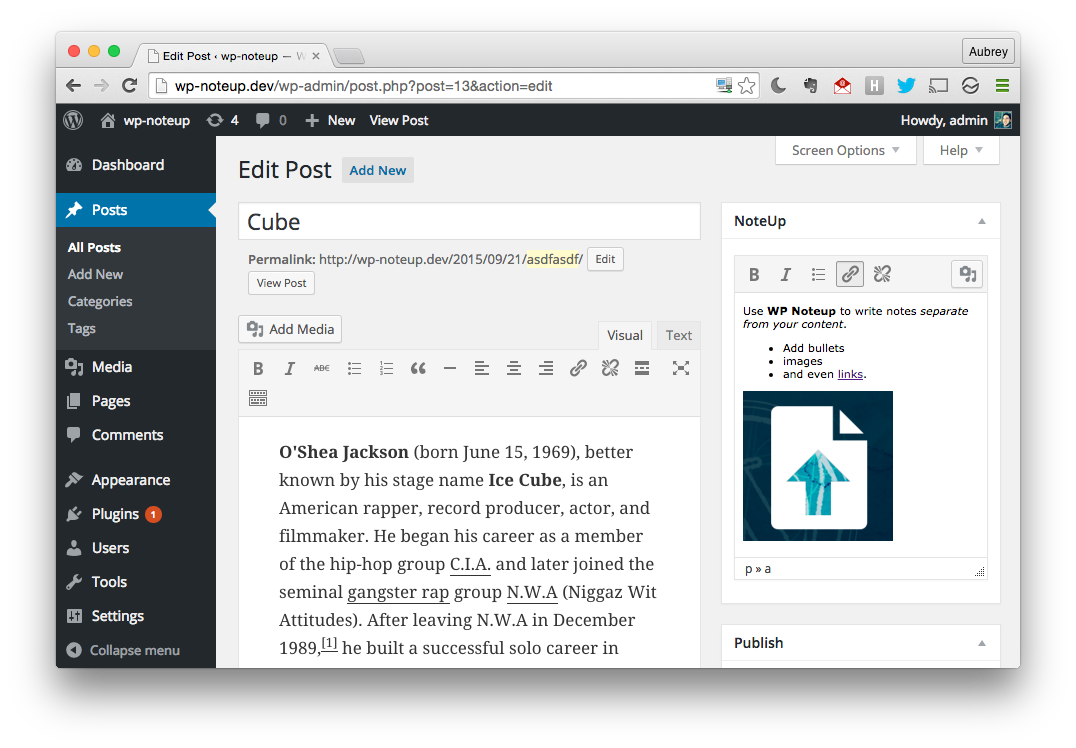 Edit Post ‹ wp-noteup —
Aubrey
wp-noteup.dev/wp-admin/post.php?post=13&action=edit
H
wp-noteup 4 0 New View Post Howdy, admin
Dashboard
Posts
All Posts
Add New
Categories
Tags
Media
Pages
Comments
Appearance
Plugins 1
Users
Tools
Settings
Collapse menu
Screen Options Help
Edit Post Add New
Cube
Permalink: http://wp-noteup.dev/2015/09/21/asdfasdf/ Edit
View Post
Add Media
Visual Text
B I ABC
O'Shea Jackson (born June 15, 1969), better
known by his stage name Ice Cube, is an
American rapper, record producer, actor, and
filmmaker. He began his career as a member
of the hip-hop group C.I.A. and later joined the
seminal gangster rap group N.W.A (Niggaz Wit
Attitudes). After leaving N.W.A in December
1989,[1] he built a successful solo career in
NoteUp
B I
Use WP Noteup to write notes separate
from your content.
Add bullets
images
and even links.
p » a
Publish